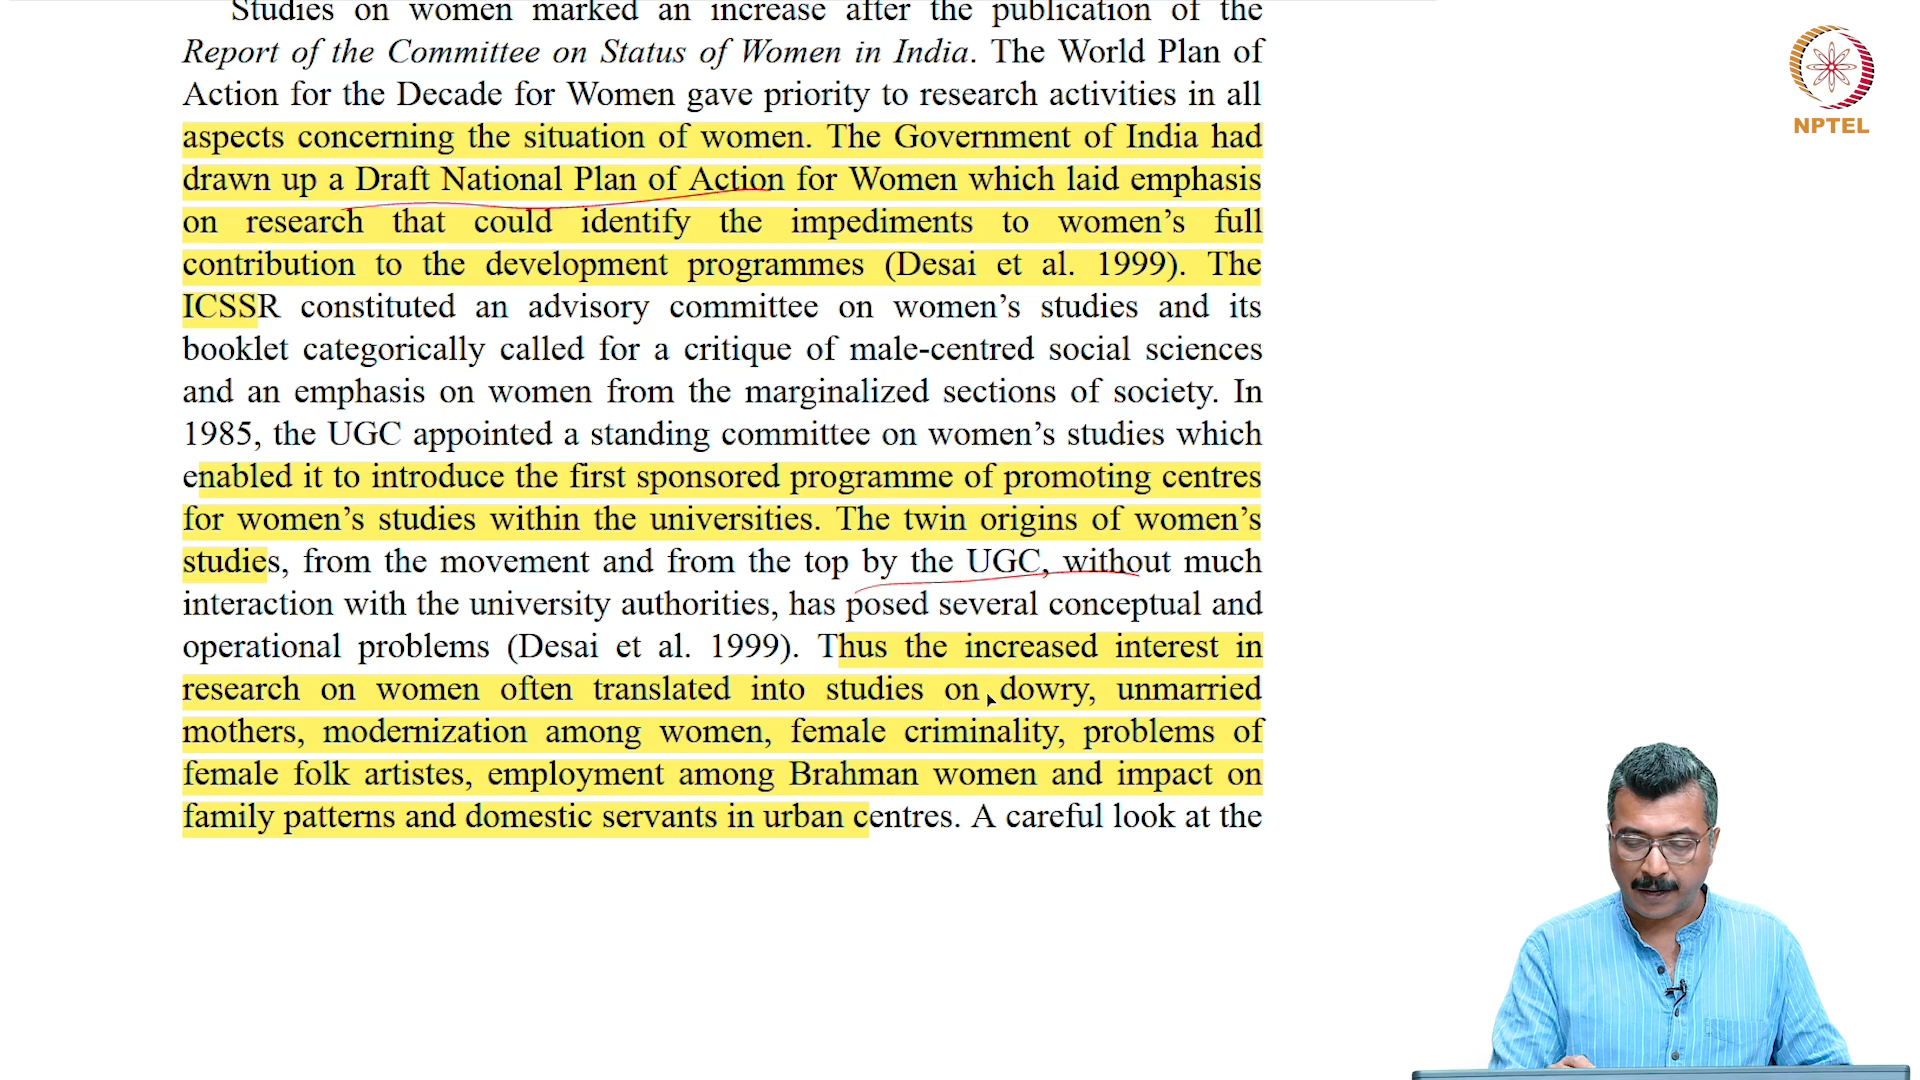 Studies on women marked an increase after the publication of the
Report of the Committee on Status of Women in India. The World Plan of
Action for the Decade for Women gave priority to research activities in all
aspects concerning the situation of women. The Government of India had
drawn up a Draft National Plan of Action for Women which laid emphasis
on research that could identify the impediments to women’s full
contribution to the development programmes (Desai et al. 1999). The
ICSSR constituted an advisory committee on women’s studies and its
booklet categorically called for a critique of male-centred social sciences
and an emphasis on women from the marginalized sections of society. In
1985, the UGC appointed a standing committee on women’s studies which
enabled it to introduce the first sponsored programme of promoting centres
for women’s studies within the universities. The twin origins of women’s
studies, from the movement and from the top by the UGC, without much
interaction with the university authorities, has posed several conceptual and
operational problems (Desai et al. 1999). Thus the increased interest in
research on women often translated into studies on dowry, unmarried
mothers, modernization among women, female criminality, problems of
female folk artistes, employment among Brahman women and impact on
family patterns and domestic servants in urban centres. A careful look at the
NPTEL